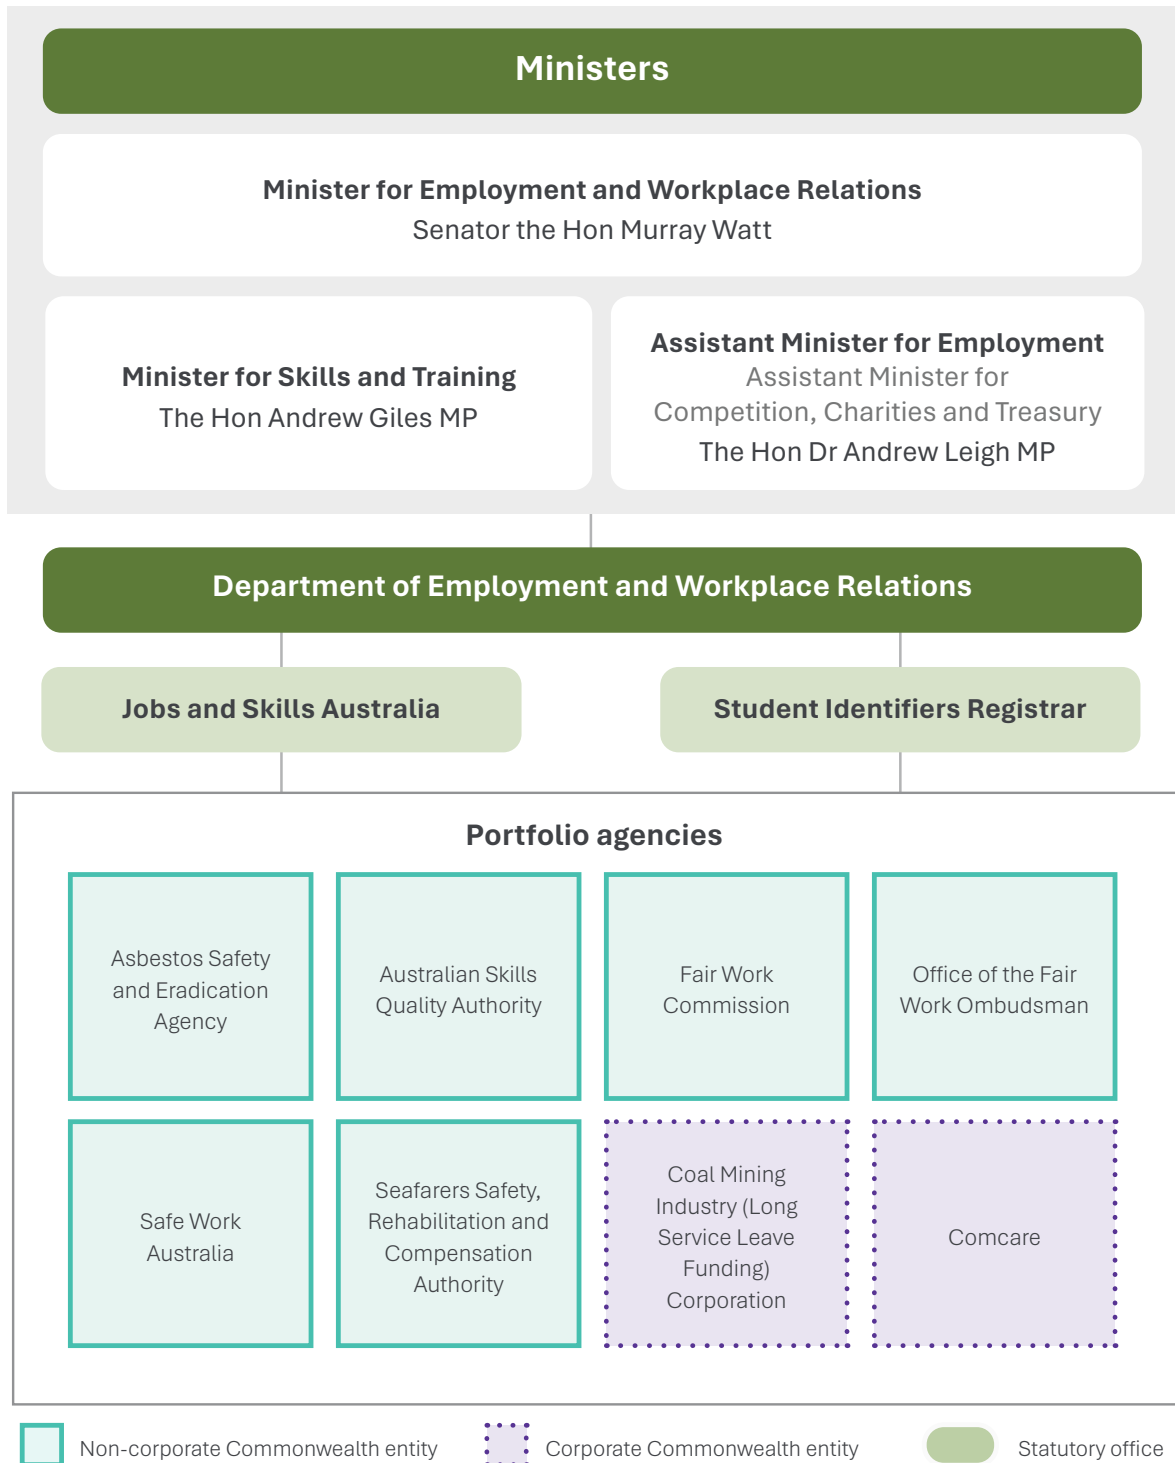 Ministers
Minister for Employment and Workplace Relations
Senator the Hon Murray Watt
Minister for Skills and Training
The Hon Andrew Giles MP
Assistant Minister for Employment
Assistant Minister for
Competition, Charities and Treasury
The Hon Dr Andrew Leigh MP
Department of Employment and Workplace Relations
Jobs and Skills Australia
Student Identifiers Registrar
Portfolio agencies
Asbestos Safety
and Eradication
Agency
Australian Skills
Quality Authority
Fair Work
Commission
Office of the Fair
Work Ombudsman
Safe Work
Australia
Seafarers Safety,
Rehabilitation and
Compensation
Authority
Coal Mining
Industry (Long
Service Leave
Funding)
Corporation
Comcare
Non-corporate Commonwealth entity
Corporate Commonwealth entity
Statutory office